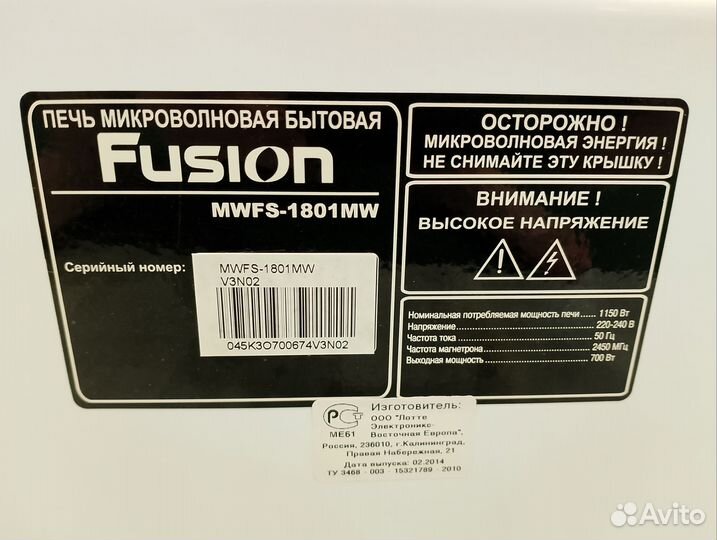 ПЕЧЬ МИКРОВОЛНОВАЯ БЫТОВАЯ
Fusion
MWFS-1801MW
Серийный номер:
MWFS-1801MW
V3N02
045K3O700674V3N02
ОСТОРОЖНО !
МИКРОВОЛНОВАЯ ЭНЕРГИЯ !
НЕ СНИМАЙТЕ ЭТУ КРЫШКУ !
ВНИМАНИЕ !
ВЫСОКОЕ НАПРЯЖЕНИЕ
Номинальная потребляемая мощность печи ..... 1150 Вт
Напряжение ..... 220-240 В
Частота тока ..... 50 Гц
Частота магнетрона ..... 2450 МГц
Выходная мощность ..... 700 Вт
РСТ
МЕ61
Изготовитель:
ООО "Лотте
Электроникс-
Восточная Европа",
Россия, 236010, г.Калининград,
Правая Набережная, 21
Дата выпуска: 02.2014
ТУ 3468 - 003 - 15321789 - 2010
Avito